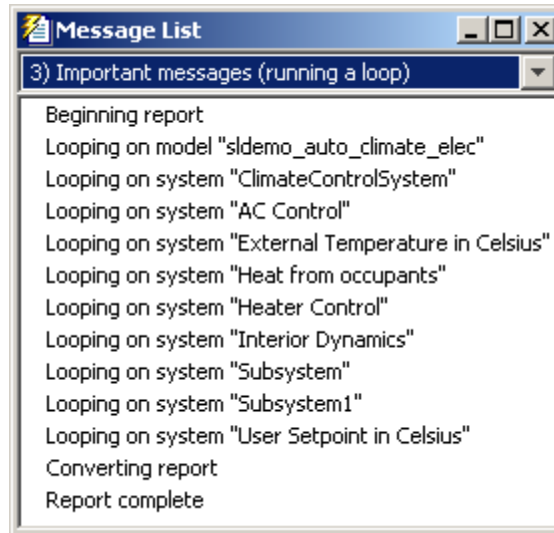 Message List
3) Important messages (running a loop)
Beginning report
Looping on model "sldemo_auto_climate_elec"
Looping on system "ClimateControlSystem"
Looping on system "AC Control"
Looping on system "External Temperature in Celsius"
Looping on system "Heat from occupants"
Looping on system "Heater Control"
Looping on system "Interior Dynamics"
Looping on system "Subsystem"
Looping on system "Subsystem1"
Looping on system "User Setpoint in Celsius"
Converting report
Report complete